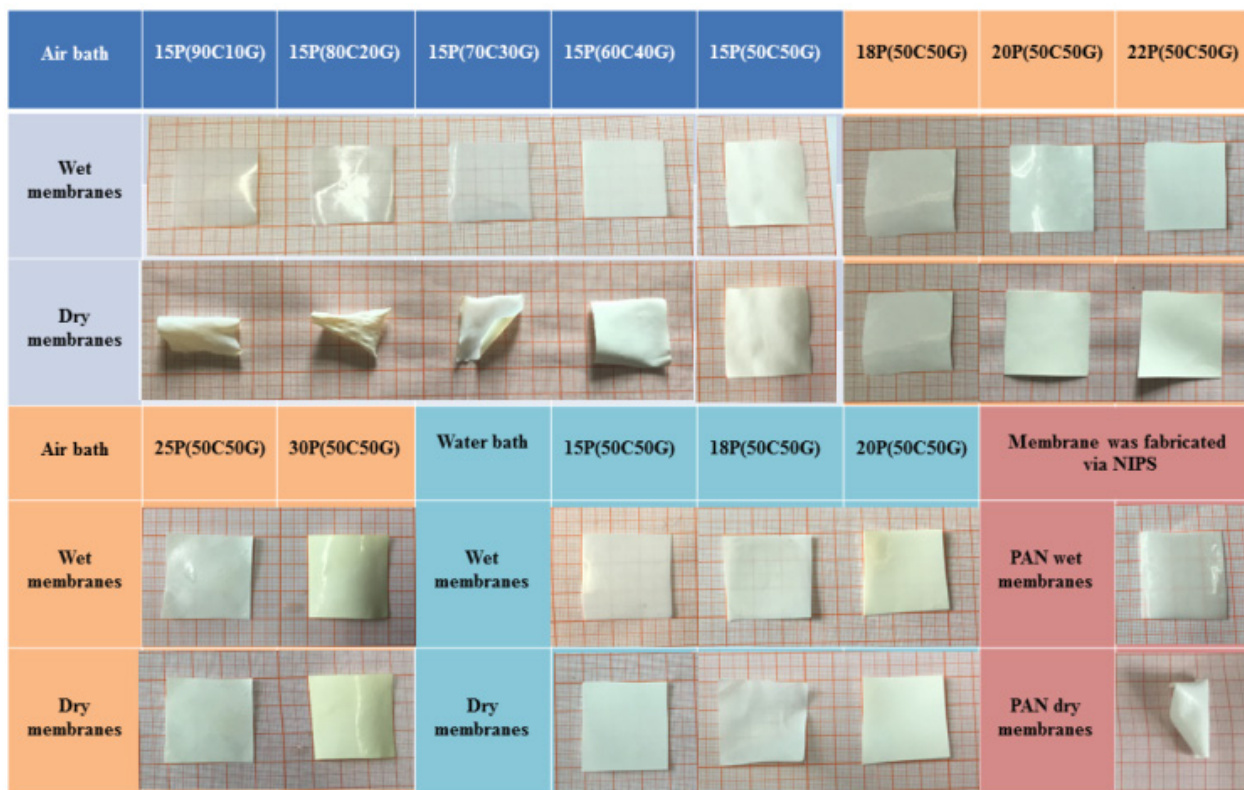 Air bath 15P(90C10G) 15P(80C20G) 15P(70C30G) 15P(60C40G) 15P(50C50G) 18P(50C50G) 20P(50C50G) 22P(50C50G)
Wet
membranes
Dry
membranes
Air bath 25P(50C50G) 30P(50C50G) Water bath 15P(50C50G) 18P(50C50G) 20P(50C50G) Membrane was fabricated
via NIPS
Wet
membranes
Wet
membranes
PAN wet
membranes
Dry
membranes
Dry
membranes
PAN dry
membranes